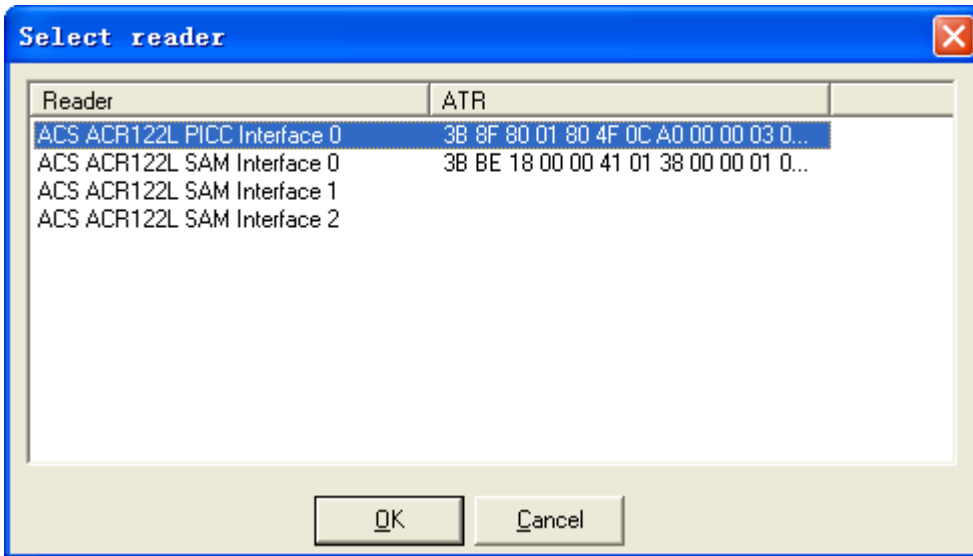 Select reader
Reader ATR
ACS ACR122L PICC Interface 0 3B 8F 80 01 80 4F 0C A0 00 00 03 0...
ACS ACR122L SAM Interface 0 3B BE 18 00 00 41 01 38 00 00 01 0...
ACS ACR122L SAM Interface 1
ACS ACR122L SAM Interface 2
OK Cancel